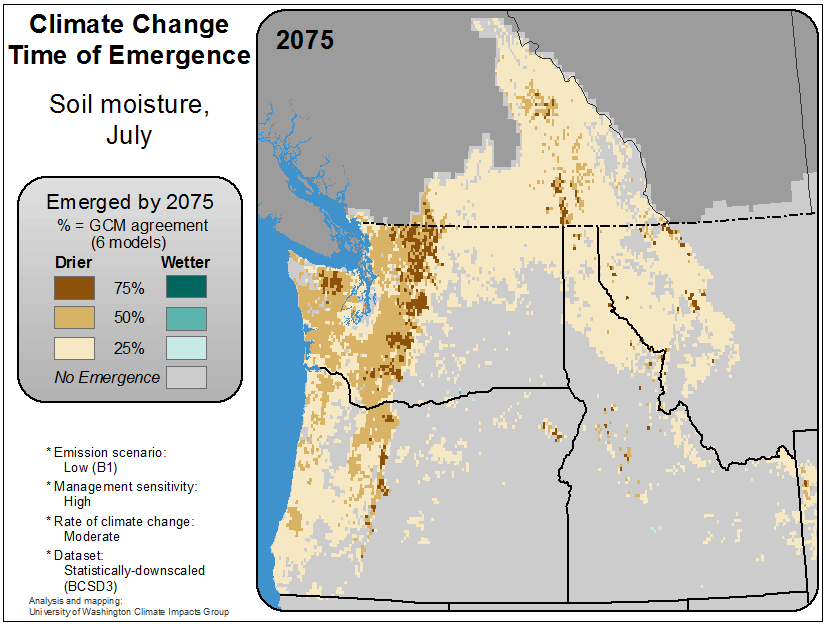 Climate Change
Time of Emergence
Soil moisture,
July
Emerged by 2075
% = GCM agreement
(6 models)
Drier Wetter
75%
50%
25%
No Emergence
* Emission scenario:
Low (B1)
* Management sensitivity:
High
* Rate of climate change:
Moderate
* Dataset:
Statistically-downscaled
(BCSD3)
Analysis and mapping:
University of Washington Climate Impacts Group
2075